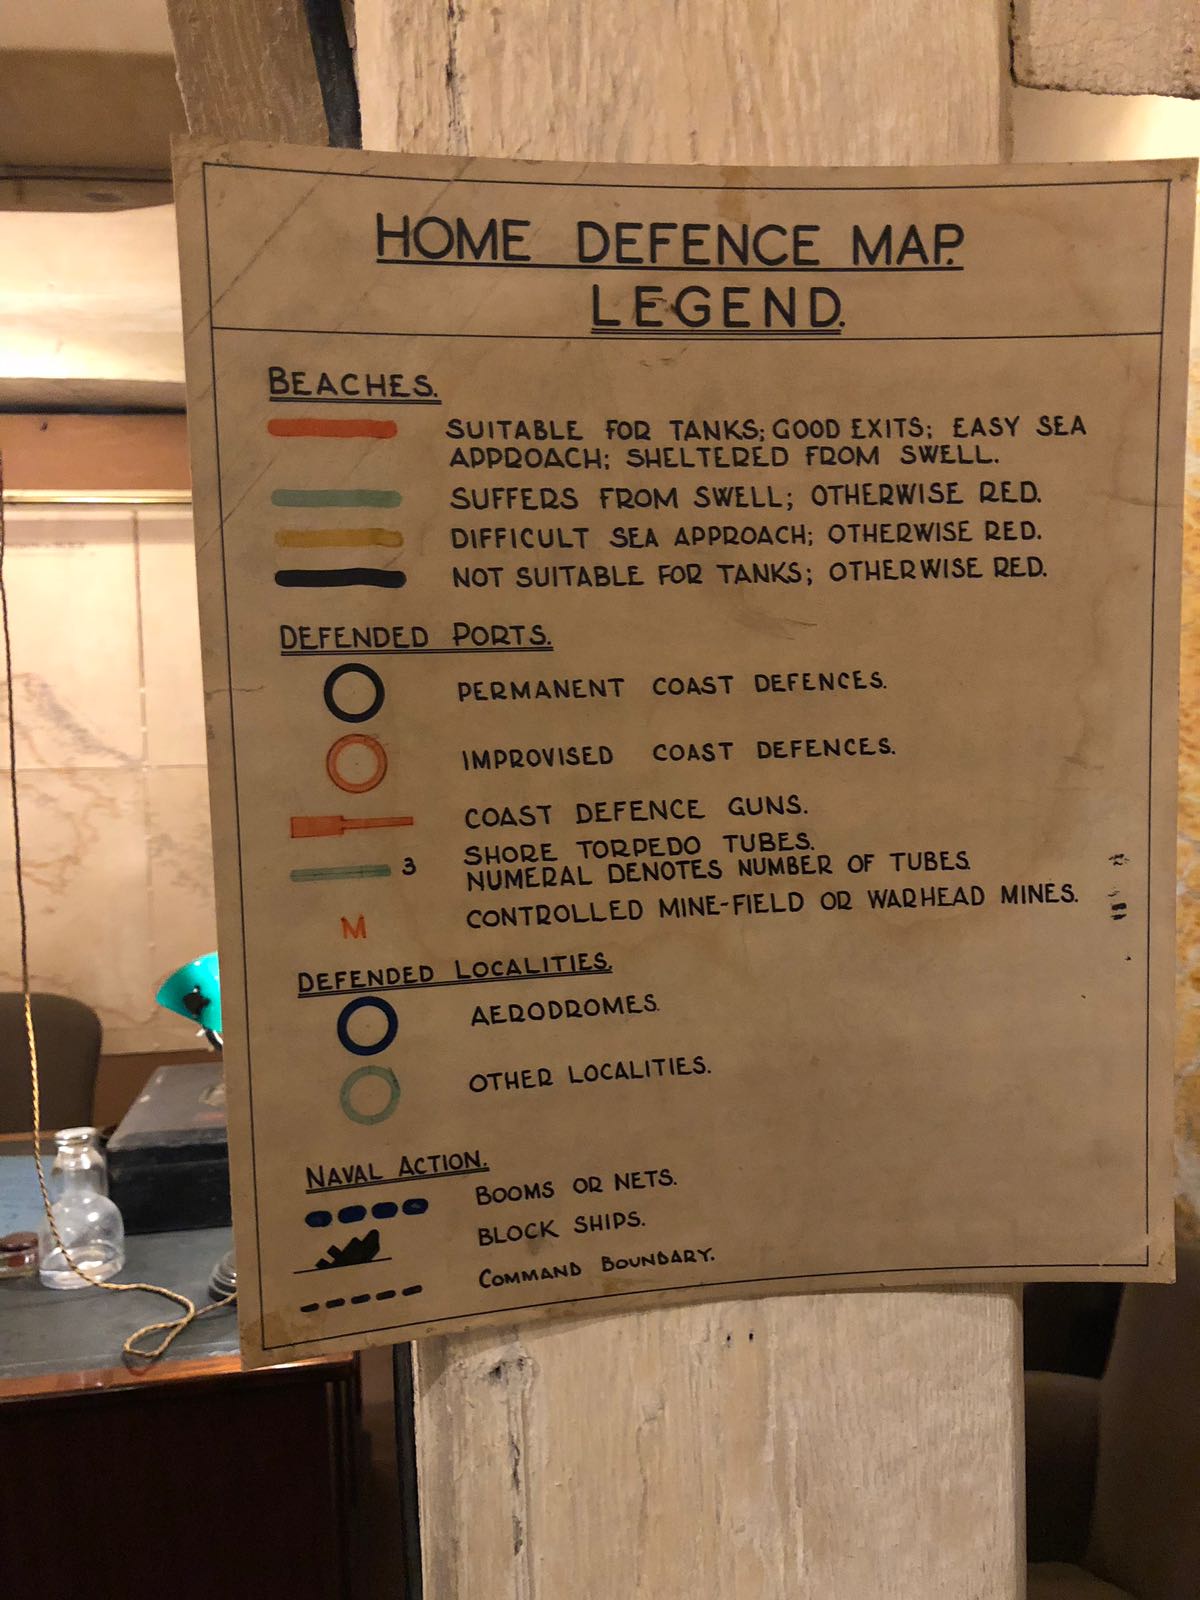 HOME DEFENCE MAP.
LEGEND.
BEACHES.
SUITABLE FOR TANKS; GOOD EXITS; EASY SEA
APPROACH; SHELTERED FROM SWELL.
SUFFERS FROM SWELL; OTHERWISE RED.
DIFFICULT SEA APPROACH; OTHERWISE RED.
NOT SUITABLE FOR TANKS; OTHERWISE RED.
DEFENDED PORTS.
PERMANENT COAST DEFENCES.
IMPROVISED COAST DEFENCES.
COAST DEFENCE GUNS.
SHORE TORPEDO TUBES.
3 NUMERAL DENOTES NUMBER OF TUBES.
M CONTROLLED MINE-FIELD OR WARHEAD MINES.
DEFENDED LOCALITIES.
AERODROMES.
OTHER LOCALITIES.
NAVAL ACTION.
BOOMS OR NETS.
BLOCK SHIPS.
COMMAND BOUNDARY.